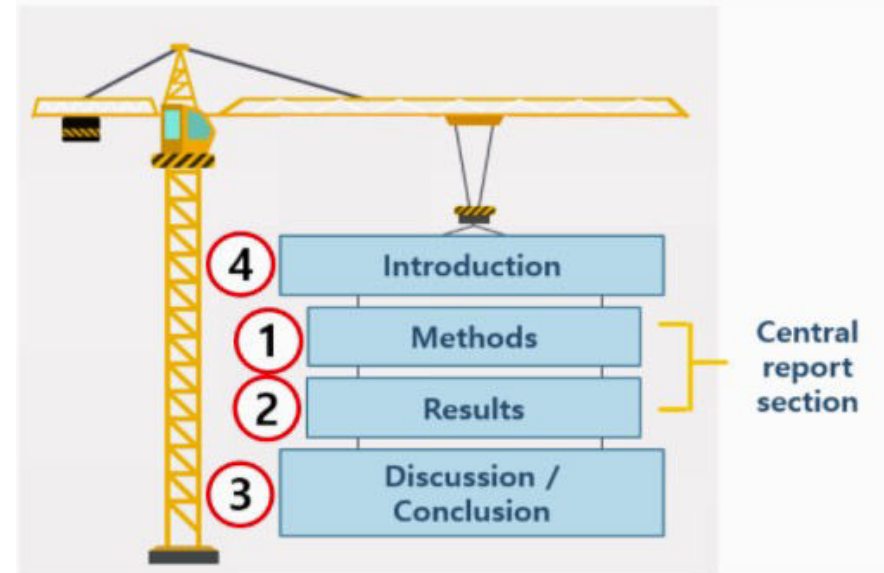 4
Introduction
1
Methods
2
Results
3
Discussion /
Conclusion
Central
report
section